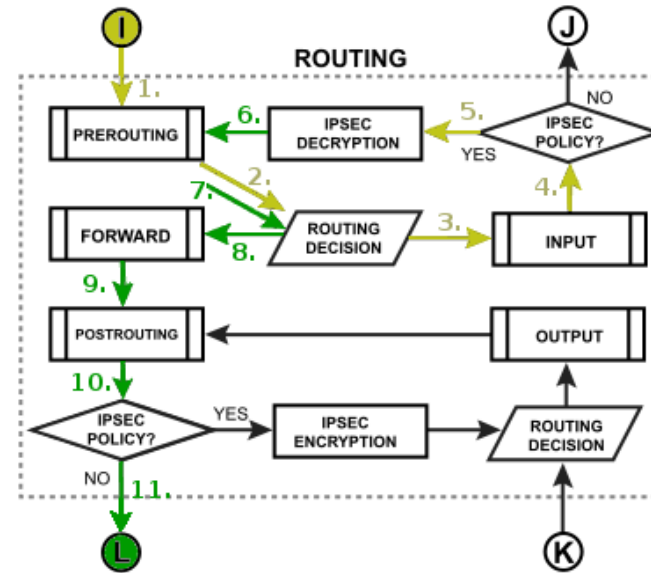 I
J
ROUTING
1.
NO
PREROUTING
6.
IPSEC
DECRYPTION
5.
YES
IPSEC
POLICY?
2.
7.
4.
FORWARD
8.
ROUTING
DECISION
3.
INPUT
9.
POSTROUTING
OUTPUT
10.
IPSEC
POLICY?
YES
IPSEC
ENCRYPTION
ROUTING
DECISION
NO
11.
L
K